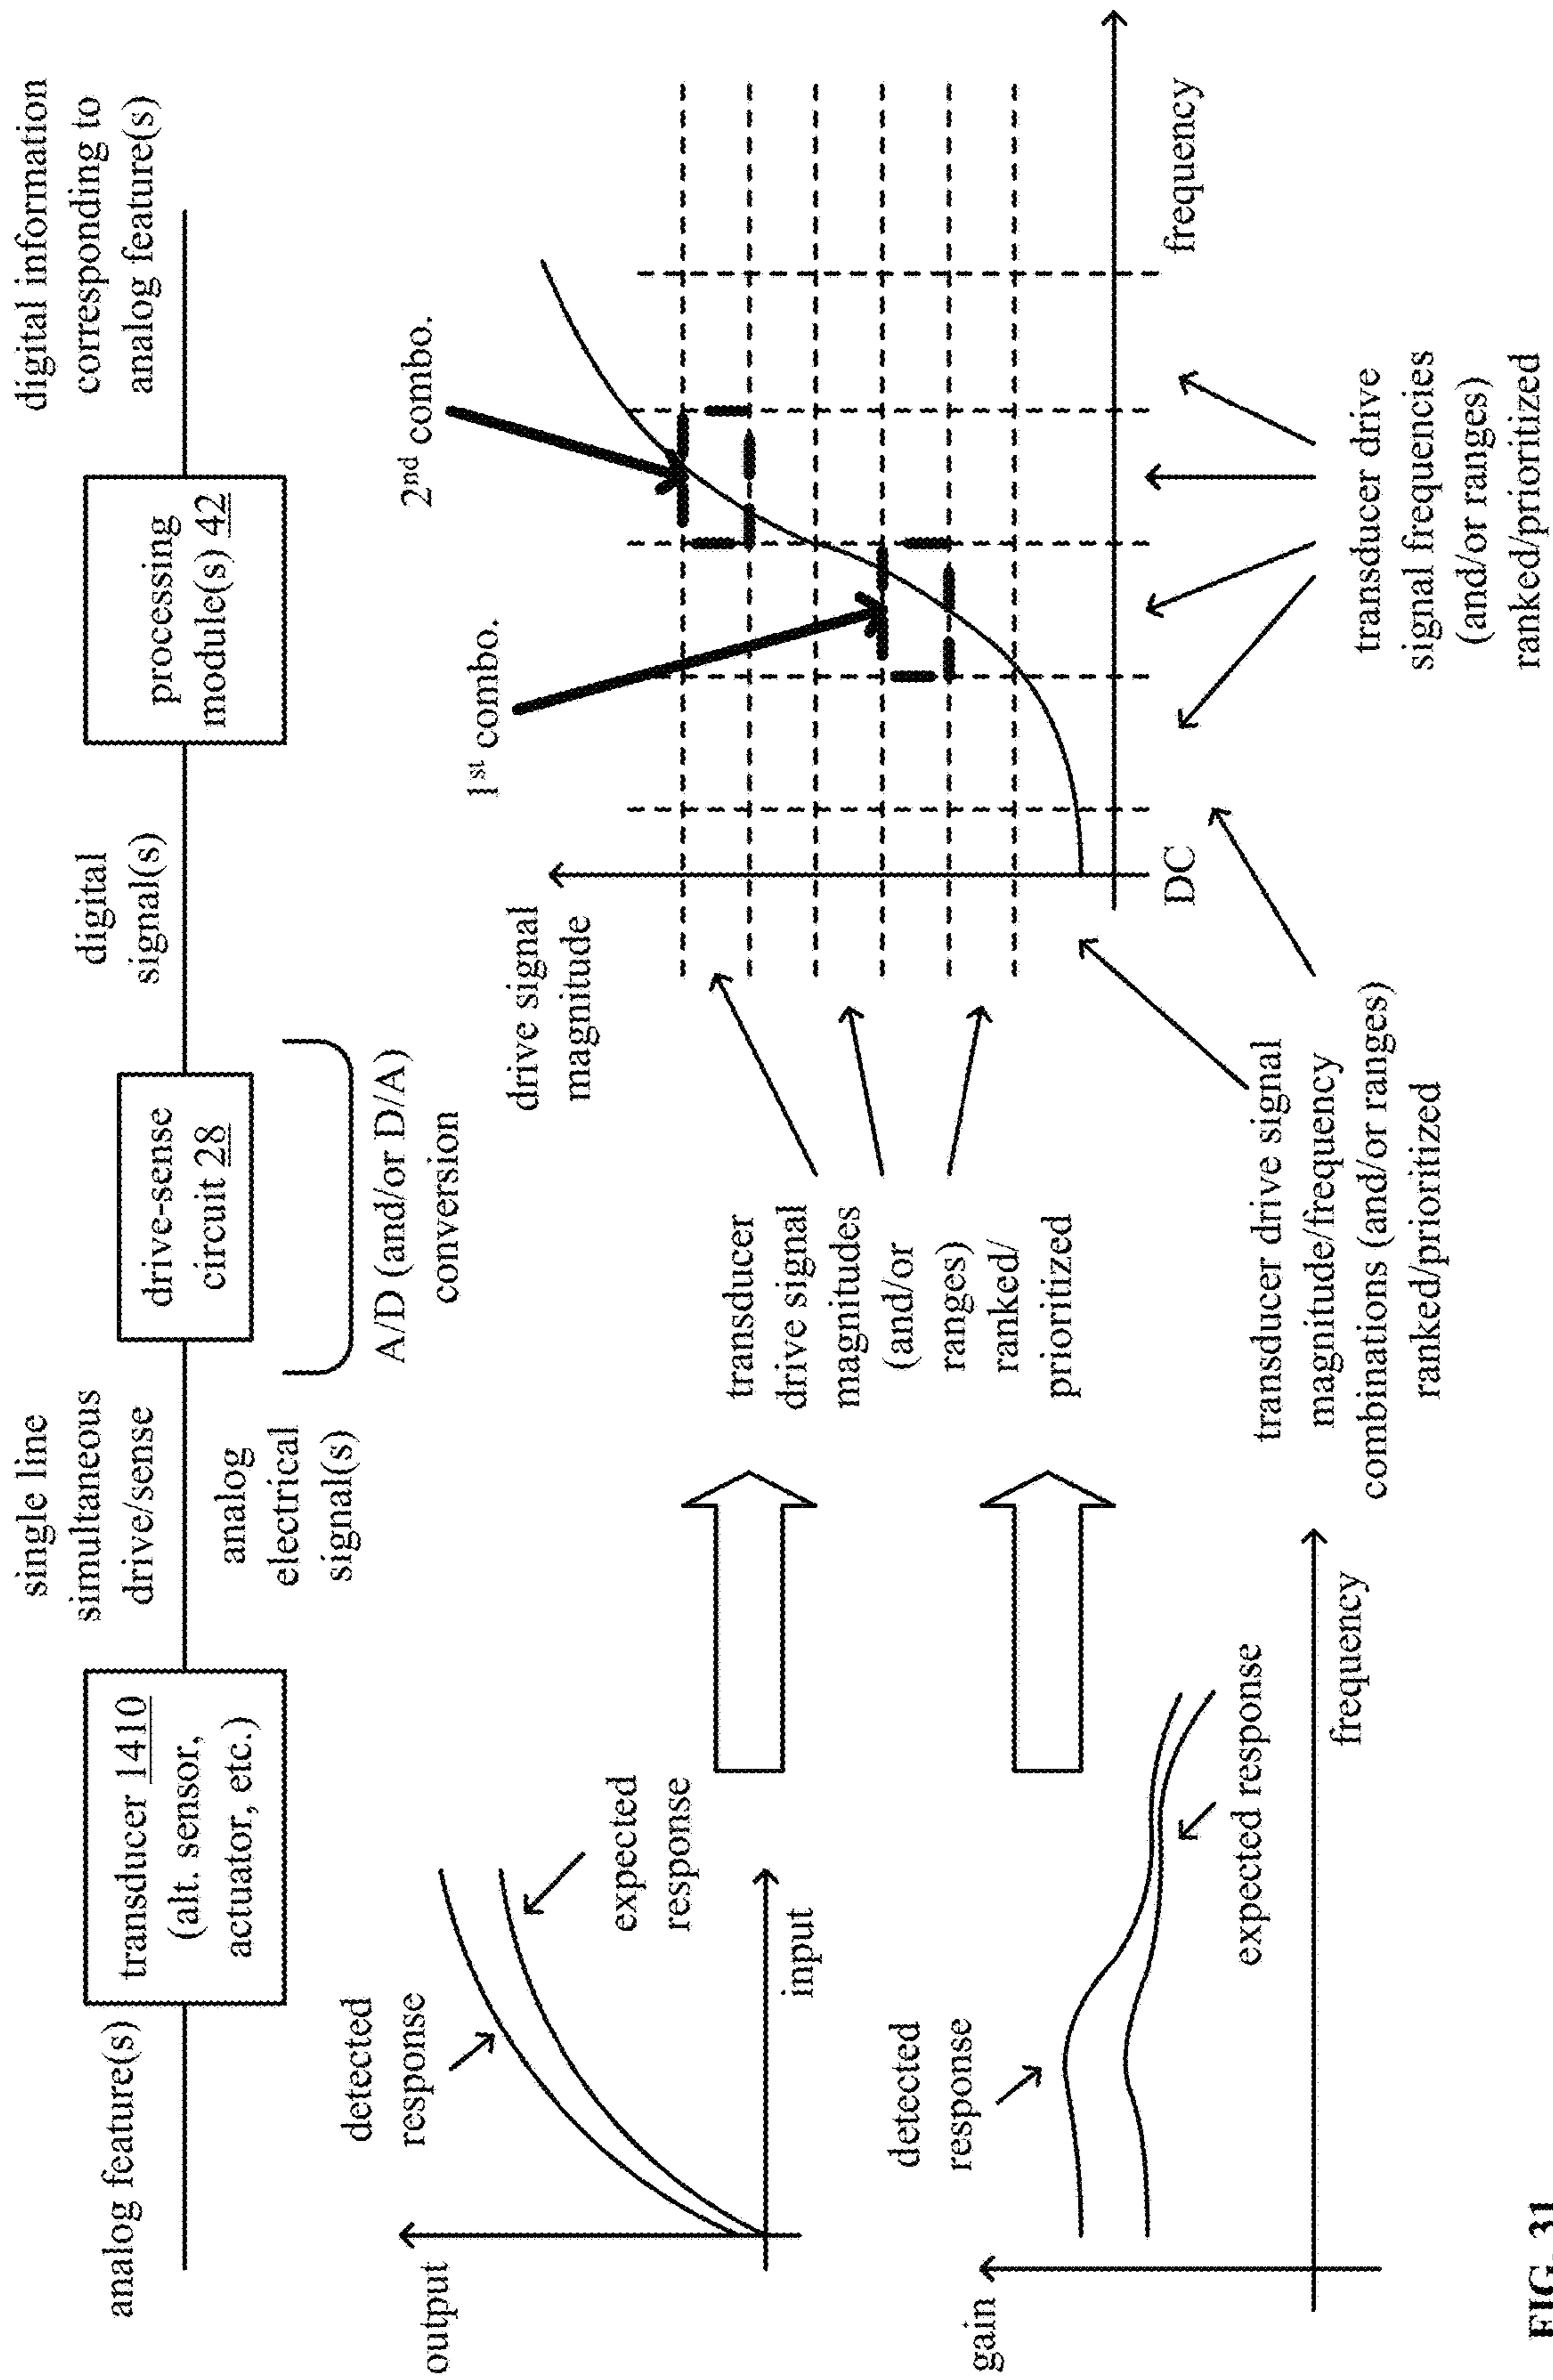 analog feature(s)
transducer 1410
(alt. sensor,
actuator, etc.)
single line
simultaneous
drive/sense
analog
electrical
signal(s)
drive-sense
circuit 28
A/D (and/or D/A)
conversion
digital
signal(s)
processing
module(s) 42
digital information
corresponding to
analog feature(s)
output
detected
response
expected
response
input
gain
detected
response
expected response
frequency
transducer
drive signal
magnitudes
(and/or
ranges)
ranked/
prioritized
drive signal
magnitude
1st combo.
2nd combo.
DC
frequency
transducer drive signal
magnitude/frequency
combinations (and/or ranges)
ranked/prioritized
transducer drive
signal frequencies
(and/or ranges)
ranked/prioritized
FIG. 31